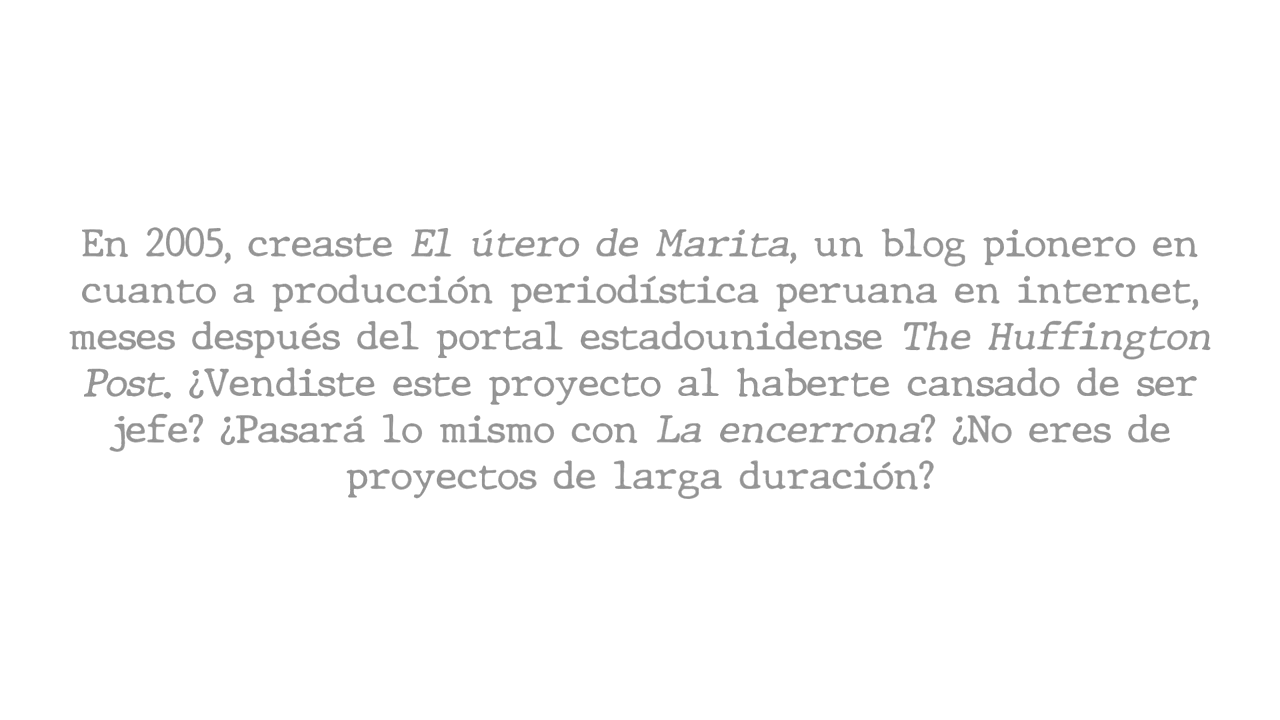 En 2005, creaste El útero de Marita, un blog pionero en
cuanto a producción periodística peruana en internet,
meses después del portal estadounidense The Huffington
Post. ¿Vendiste este proyecto al haberte cansado de ser
jefe? ¿Pasará lo mismo con La encerrona? ¿No eres de
proyectos de larga duración?